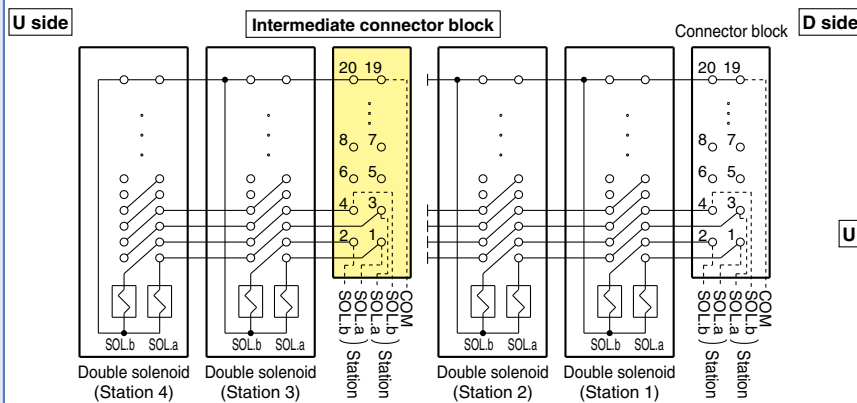 U side
Intermediate connector block
Connector block
D side
20 19
20 19
8 7
8 7
6 5
6 5
4 3
4 3
2 1
2 1
U
SOL.b SOL.a
SOL.b SOL.a
SOL.b
SOL.a
SOL.a
SOL.b
COM
SOL.b SOL.a
SOL.b SOL.a
SOL.b
SOL.a
SOL.a
SOL.b
COM
Station
Station
Station
Station
Double solenoid
(Station 4)
Double solenoid
(Station 3)
Double solenoid
(Station 2)
Double solenoid
(Station 1)